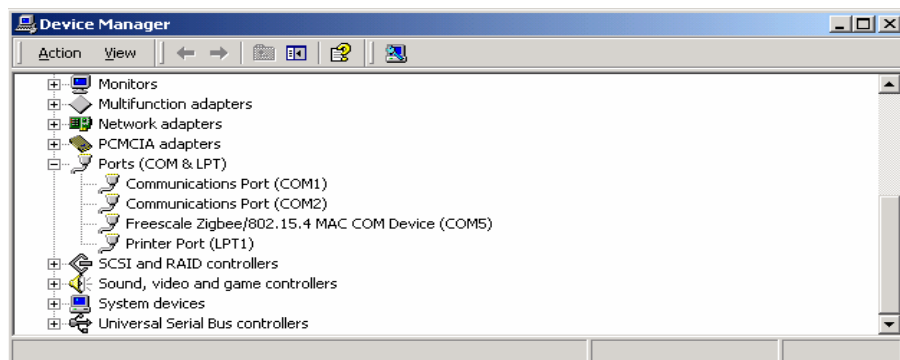 Device Manager
Action View
Monitors
Multifunction adapters
Network adapters
PCMCIA adapters
Ports (COM & LPT)
Communications Port (COM1)
Communications Port (COM2)
Freescale Zigbee/802.15.4 MAC COM Device (COM5)
Printer Port (LPT1)
SCSI and RAID controllers
Sound, video and game controllers
System devices
Universal Serial Bus controllers